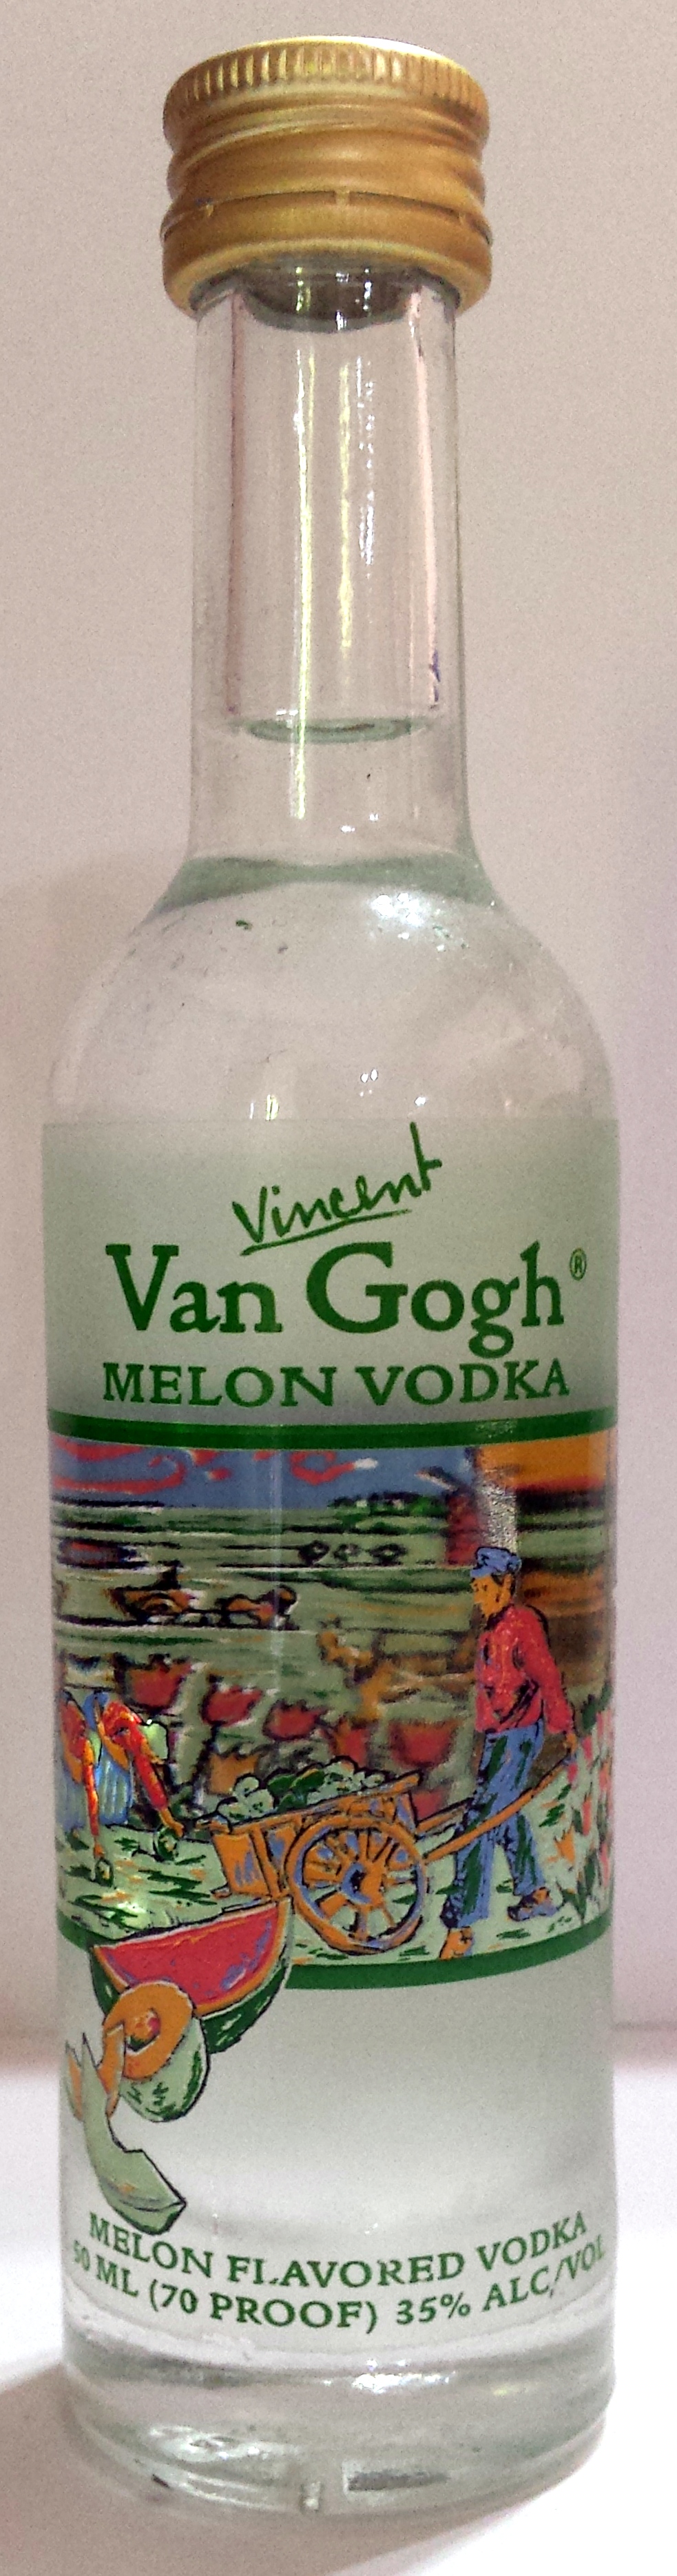 Vincent
Van Gogh®
MELON VODKA
MELON FLAVORED VODKA
50 ML (70 PROOF) 35% ALC/VOL